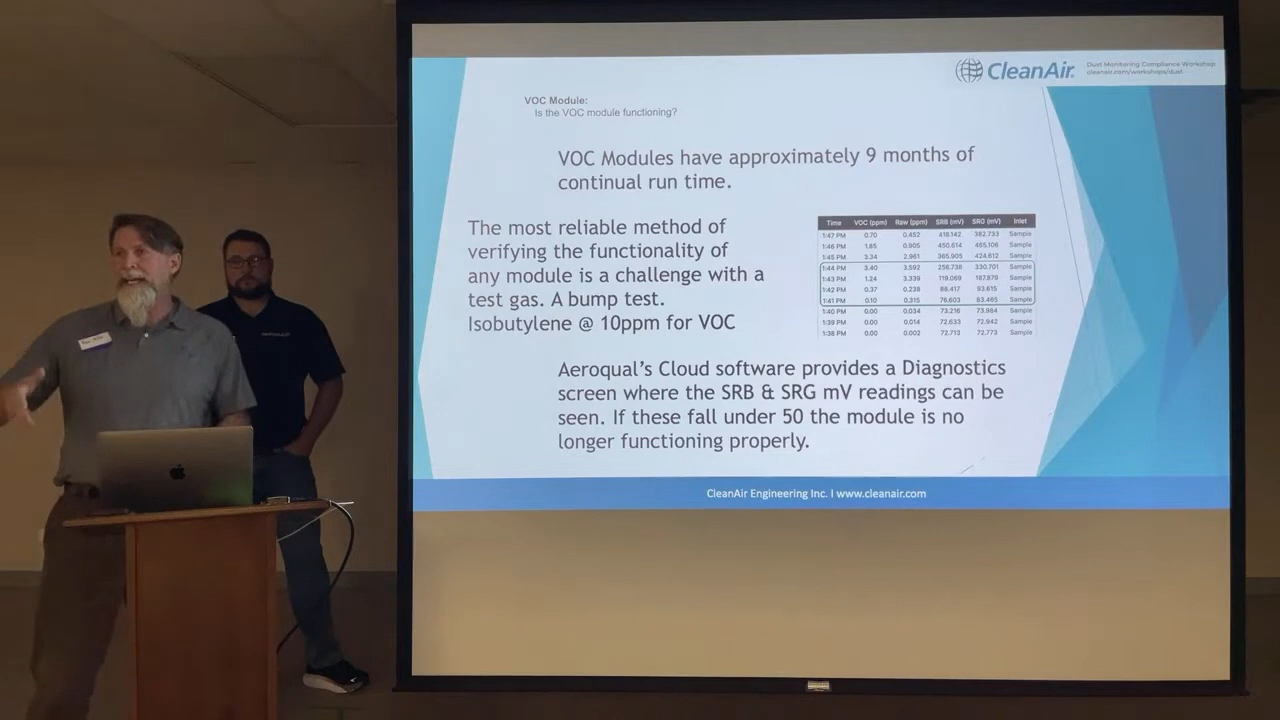 CleanAir.
Dust Monitoring Compliance Workshop
cleanair.com/workshops/dust
VOC Module:
Is the VOC module functioning?
VOC Modules have approximately 9 months of
continual run time.
The most reliable method of
verifying the functionality of
any module is a challenge with a
test gas. A bump test.
Isobutylene @ 10ppm for VOC
Time VOC (ppm) Raw (ppm) SRB (mV) SRG (mV) Inlet
1:47 PM 0.70 0.452 418.142 382.733 Sample
1:46 PM 1.85 0.905 450.614 465.106 Sample
1:45 PM 3.34 2.961 365.905 424.612 Sample
1:44 PM 3.40 3.592 256.738 330.701 Sample
1:43 PM 1.24 3.339 119.069 187.879 Sample
1:42 PM 0.37 0.238 88.417 93.615 Sample
1:41 PM 0.10 0.315 76.603 83.465 Sample
1:40 PM 0.00 0.034 73.216 73.984 Sample
1:39 PM 0.00 0.014 72.633 72.942 Sample
1:38 PM 0.00 0.002 72.713 72.773 Sample
Aeroqual's Cloud software provides a Diagnostics
screen where the SRB & SRG mV readings can be
seen. If these fall under 50 the module is no
longer functioning properly.
CleanAir Engineering Inc. I www.cleanair.com